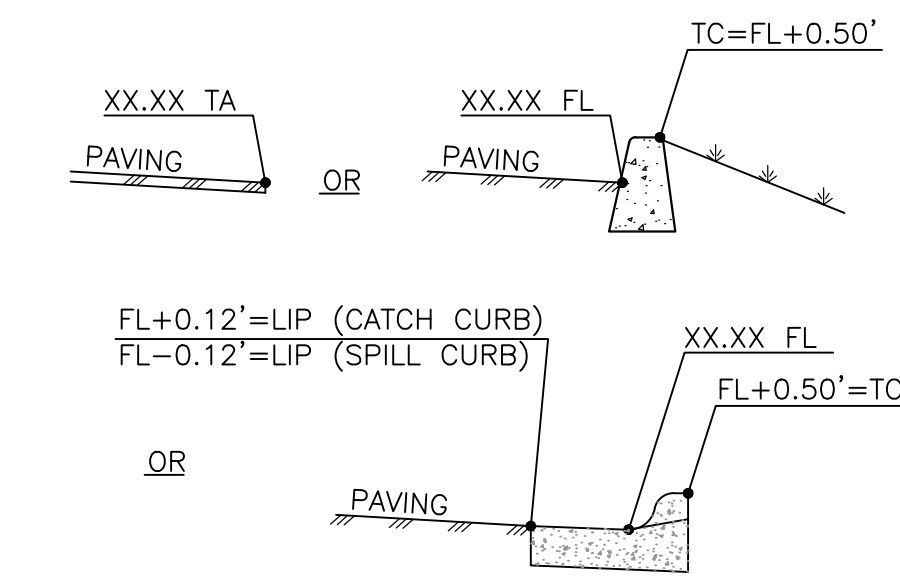 TC=FL+0.50'
XX.XX TA
XX.XX FL
PAVING
OR
PAVING
FL+0.12'=LIP (CATCH CURB)
FL-0.12'=LIP (SPILL CURB)
XX.XX FL
FL+0.50'=TC
OR
PAVING